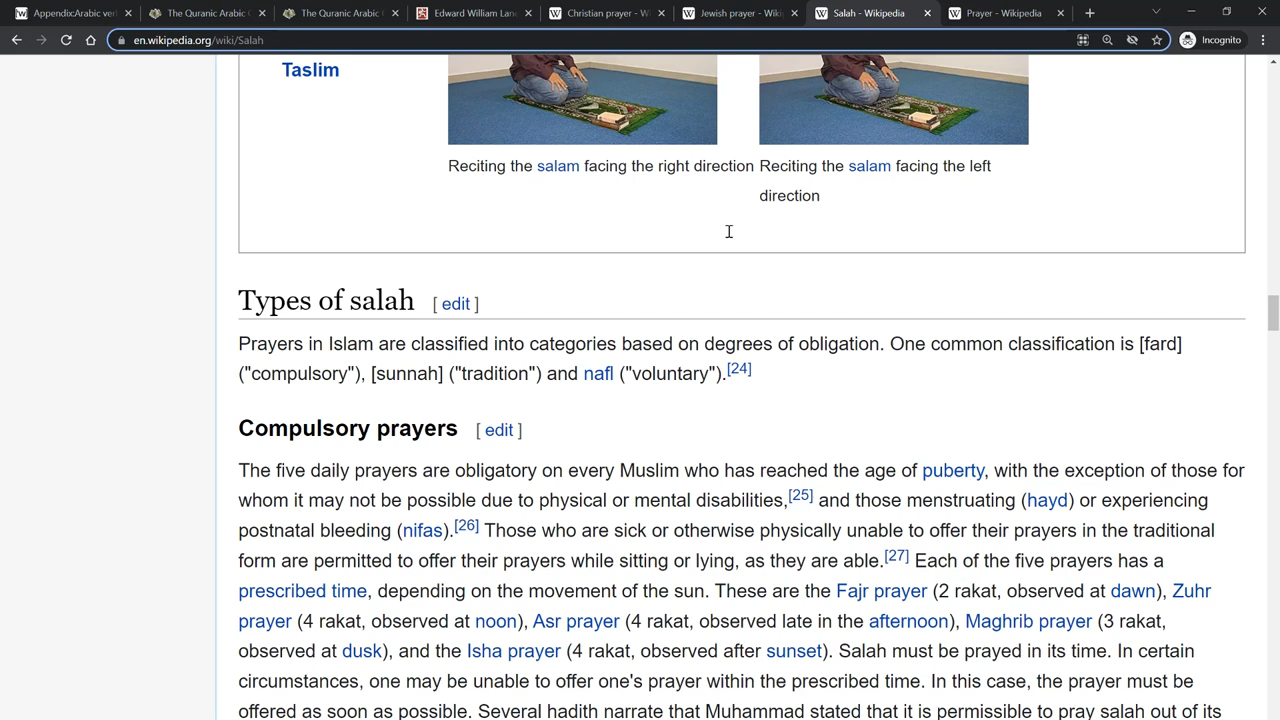 Appendix:Arabic ver
The Quranic Arabic C
The Quranic Arabic C
Edward William Lan
Christian prayer - W
Jewish prayer - Wiki
Salah - Wikipedia
Prayer - Wikipedia
en.wikipedia.org/wiki/Salah
Incognito
Taslim
Reciting the salam facing the right direction
Reciting the salam facing the left
direction
Types of salah [ edit ]
Prayers in Islam are classified into categories based on degrees of obligation. One common classification is [fard]
("compulsory"), [sunnah] ("tradition") and nafl ("voluntary").[24]
Compulsory prayers [ edit ]
The five daily prayers are obligatory on every Muslim who has reached the age of puberty, with the exception of those for
whom it may not be possible due to physical or mental disabilities,[25] and those menstruating (hayd) or experiencing
postnatal bleeding (nifas).[26] Those who are sick or otherwise physically unable to offer their prayers in the traditional
form are permitted to offer their prayers while sitting or lying, as they are able.[27] Each of the five prayers has a
prescribed time, depending on the movement of the sun. These are the Fajr prayer (2 rakat, observed at dawn), Zuhr
prayer (4 rakat, observed at noon), Asr prayer (4 rakat, observed late in the afternoon), Maghrib prayer (3 rakat,
observed at dusk), and the Isha prayer (4 rakat, observed after sunset). Salah must be prayed in its time. In certain
circumstances, one may be unable to offer one's prayer within the prescribed time. In this case, the prayer must be
offered as soon as possible. Several hadith narrate that Muhammad stated that it is permissible to pray salah out of its